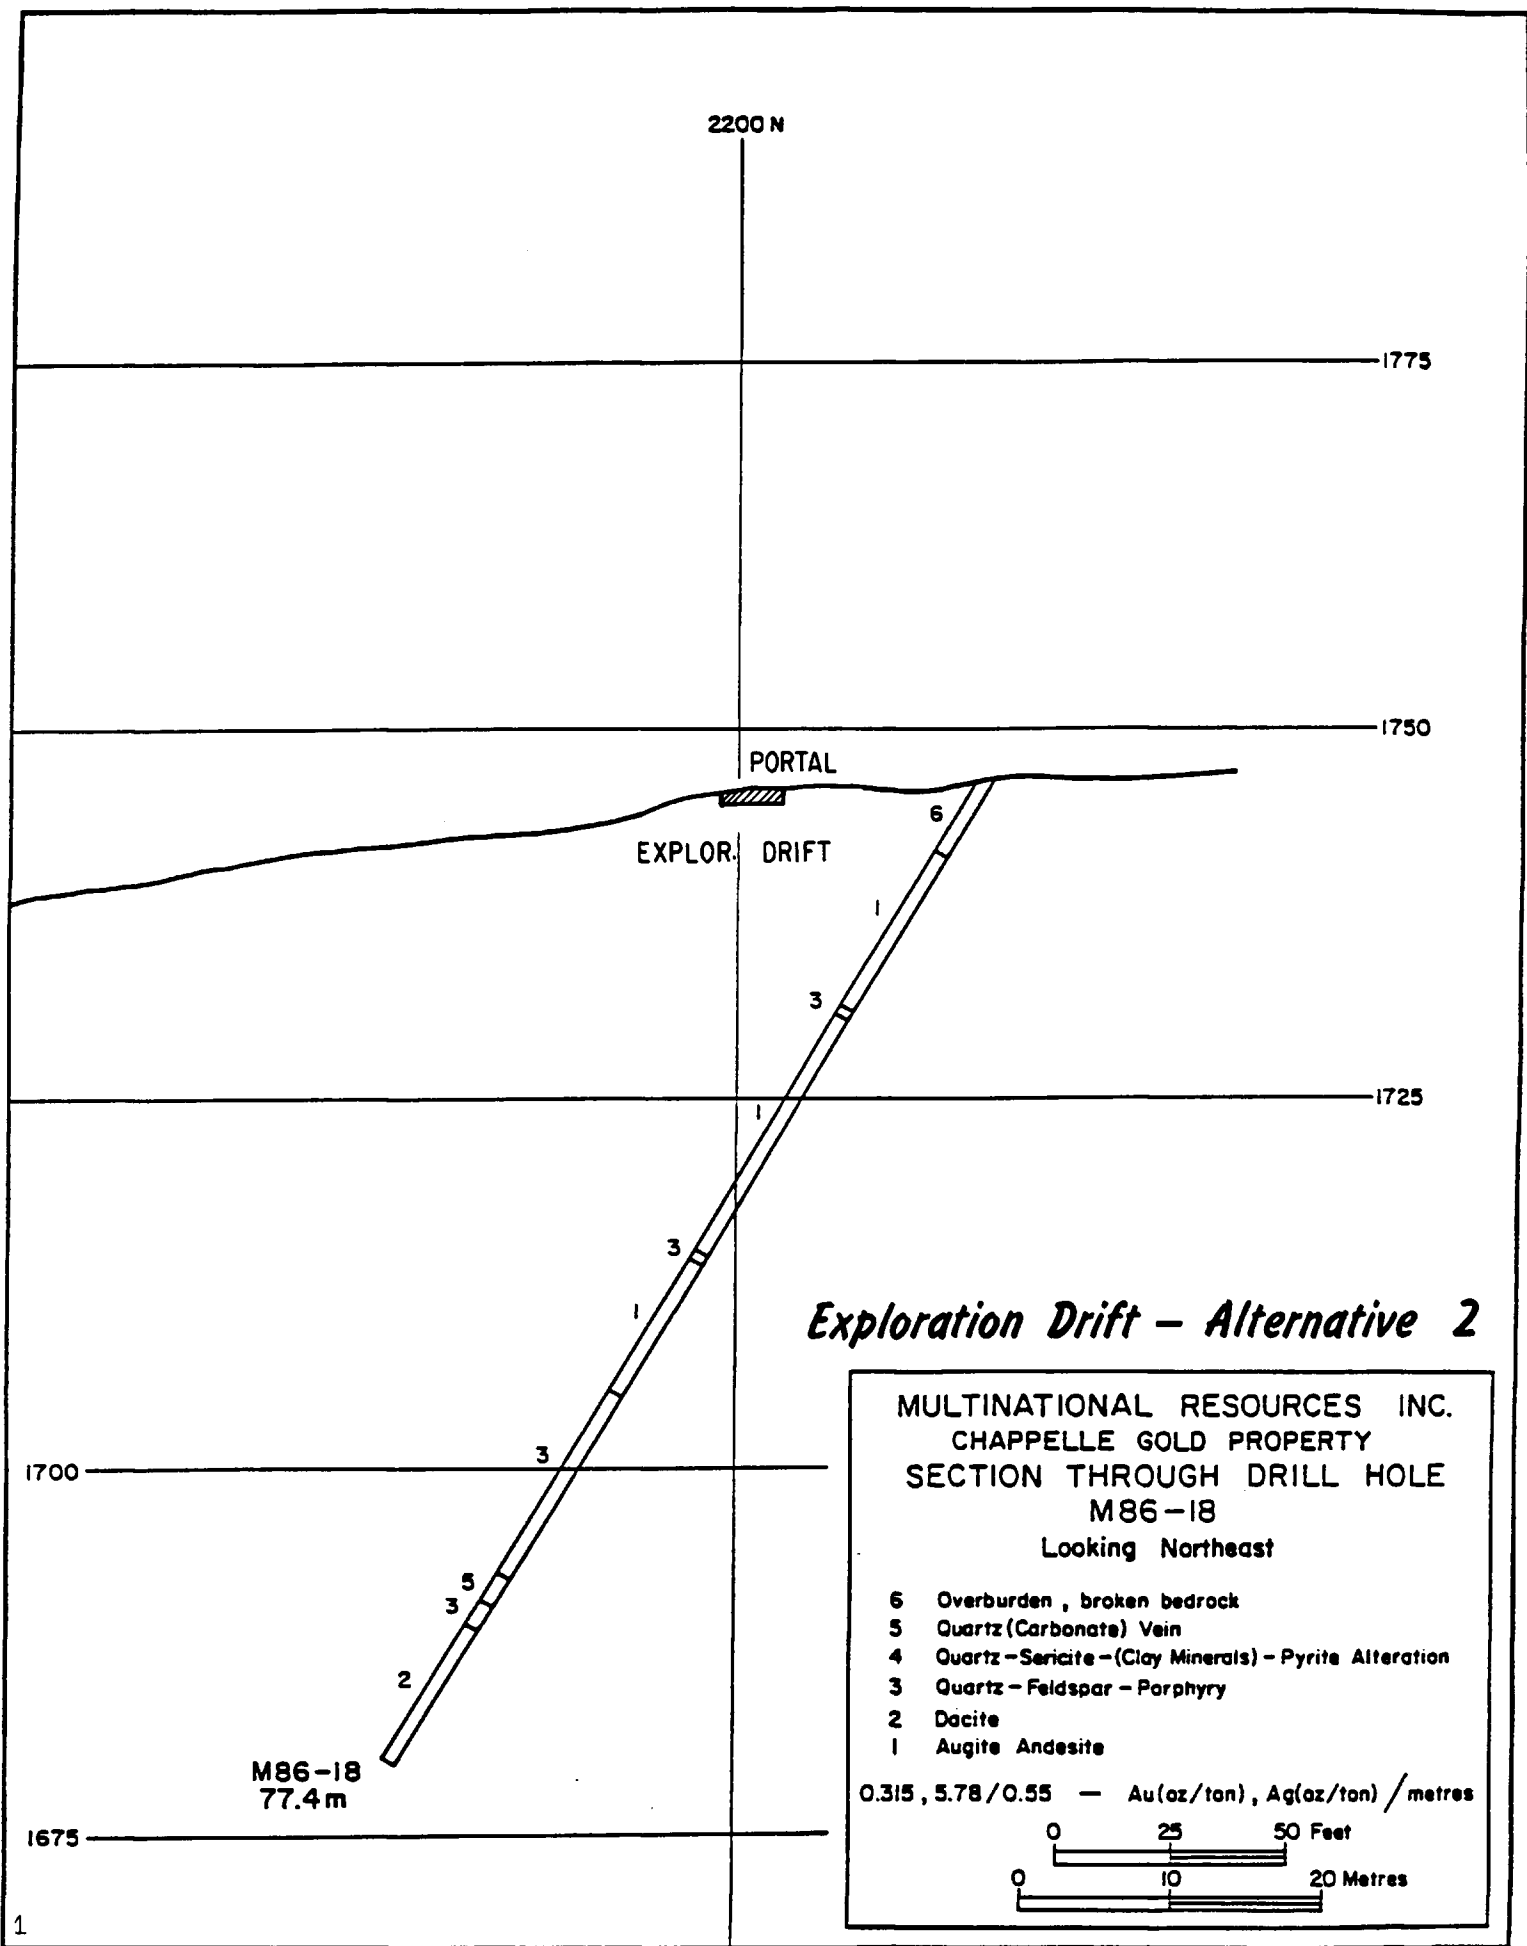 2200 N
1775
1750
PORTAL
6
EXPLOR. DRIFT
1
3
1725
1
3
1
Exploration Drift - Alternative 2
3
1700
5
3
2
M86-18
77.4m
1675
MULTINATIONAL RESOURCES INC.
CHAPPELLE GOLD PROPERTY
SECTION THROUGH DRILL HOLE
M86-18
Looking Northeast
6 Overburden , broken bedrock
5 Quartz (Carbonate) Vein
4 Quartz-Sericite-(Clay Minerals)-Pyrite Alteration
3 Quartz-Feldspar-Porphyry
2 Dacite
1 Augite Andesite
0.315 , 5.78/0.55 — Au(oz/ton) , Ag(oz/ton) / metres
0 25 50 Feet
0 10 20 Metres
1